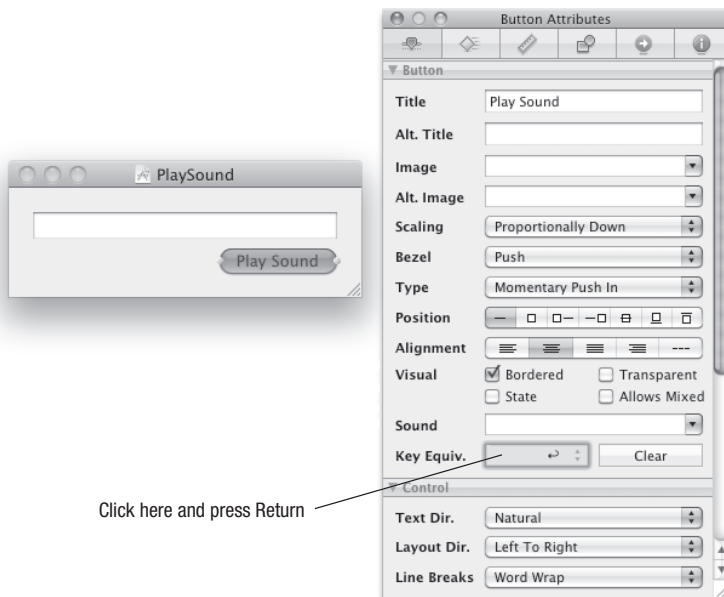 PlaySound
Play Sound
Click here and press Return
Button Attributes
Button
Title Play Sound
Alt. Title
Image
Alt. Image
Scaling Proportionally Down
Bezel Push
Type Momentary Push In
Position
Alignment
Visual Bordered Transparent
State Allows Mixed
Sound
Key Equiv. Clear
Control
Text Dir. Natural
Layout Dir. Left To Right
Line Breaks Word Wrap